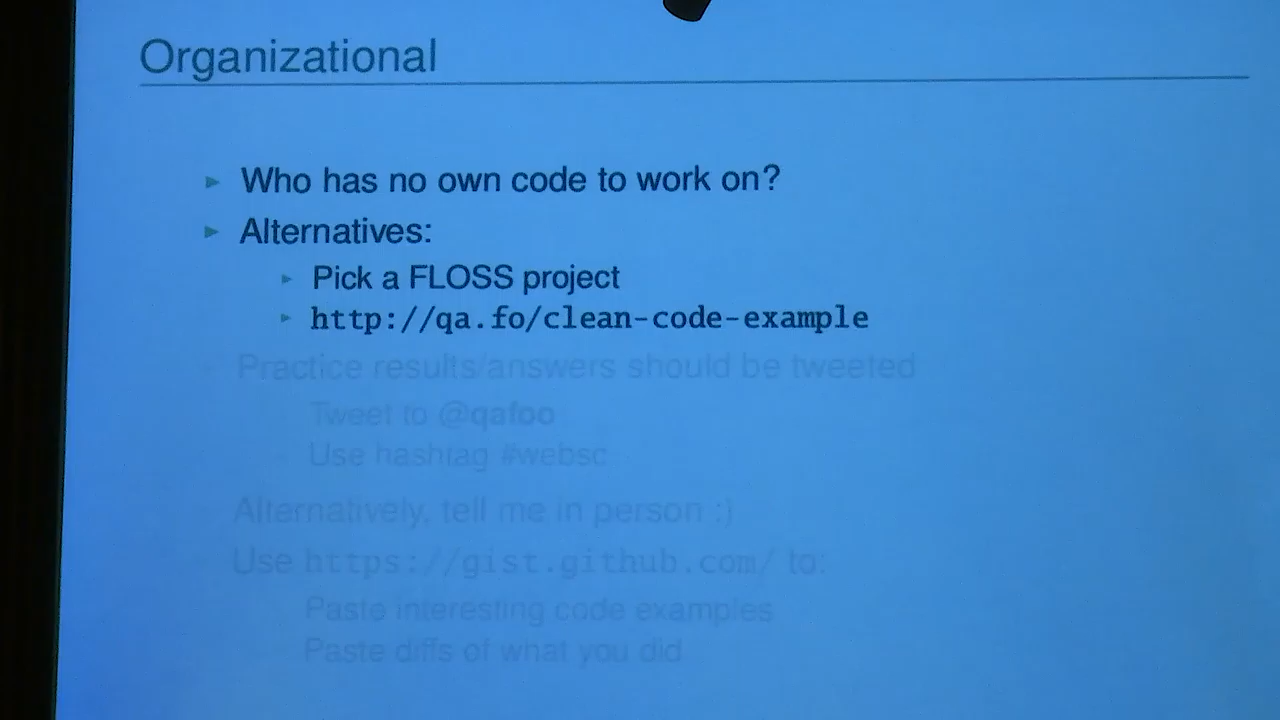 Organizational
Who has no own code to work on?
Alternatives:
Pick a FLOSS project
http://qa.fo/clean-code-example
Practice results/answers should be tweeted
Tweet to @qafoo
Use hashtag #websc
Alternatively, tell me in person :)
Use https://gist.github.com/ to:
Paste interesting code examples
Paste diffs of what you did